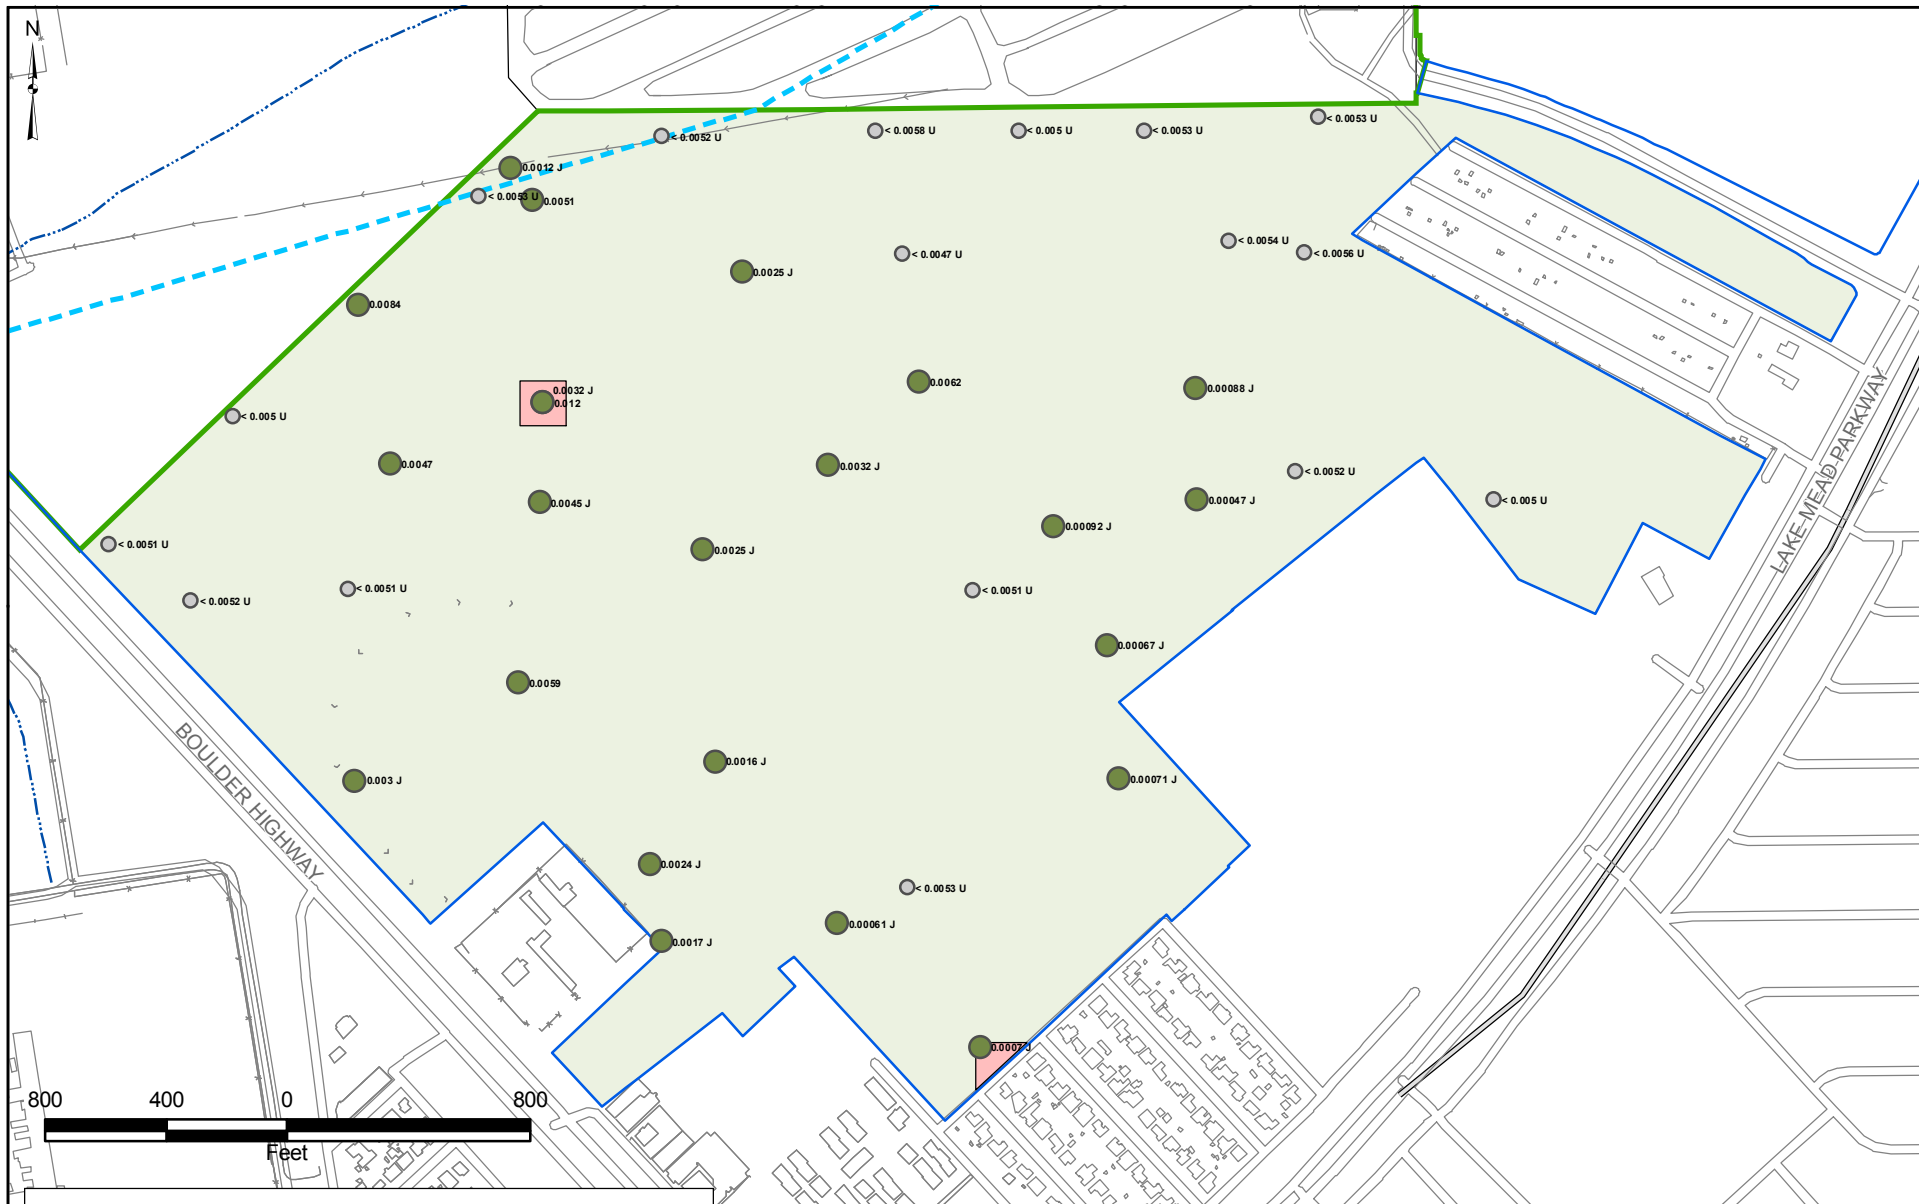 N
< 0.0053 U
< 0.0058 U
< 0.005 U
< 0.0053 U
< 0.0052 U
0.0012 J
< 0.0053 U
0.0051
< 0.0054 U
< 0.0047 U
< 0.0056 U
0.0025 J
0.0084
0.0062
0.00088 J
0.0032 J
0.012
< 0.005 U
0.0047
0.0032 J
< 0.0052 U
0.0045 J
0.00047 J
< 0.005 U
0.00092 J
LAKE MEAD PARKWAY
< 0.0051 U
0.0025 J
< 0.0051 U
< 0.0051 U
< 0.0052 U
0.00067 J
0.0059
0.0016 J
0.003 J
0.00071 J
BOULDER HIGHWAY
0.0024 J
< 0.0053 U
0.00061 J
0.0017 J
0.0007 J
800 400 0 800
Feet